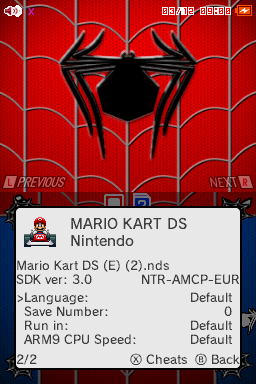 X
03/12 09:00
L PREVIOUS
NEXT R
MARIO KART DS
Nintendo
Mario Kart DS (E) (2).nds
SDK ver: 3.0 NTR-AMCP-EUR
>Language: Default
Save Number: 0
Run in: Default
ARM9 CPU Speed: Default
2/2 X Cheats B Back